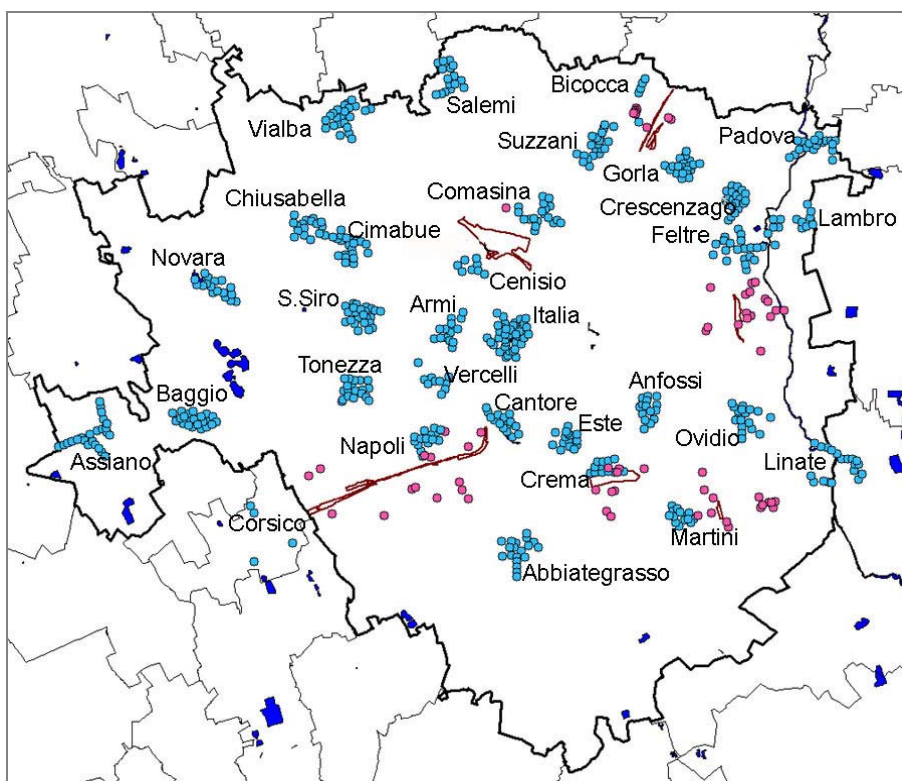 Bicocca
Salemi
Vialba
Suzzani
Padova
Gorla
Chiusabella
Comasina
Crescenzago
Lambro
Cimabue
Feltre
Novara
Cenisio
S.Siro
Armi
Italia
Tonezza
Vercelli
Anfossi
Baggio
Cantore
Napoli
Este
Ovidio
Assiano
Crema
Linate
Corsico
Martini
Abbiategrasso